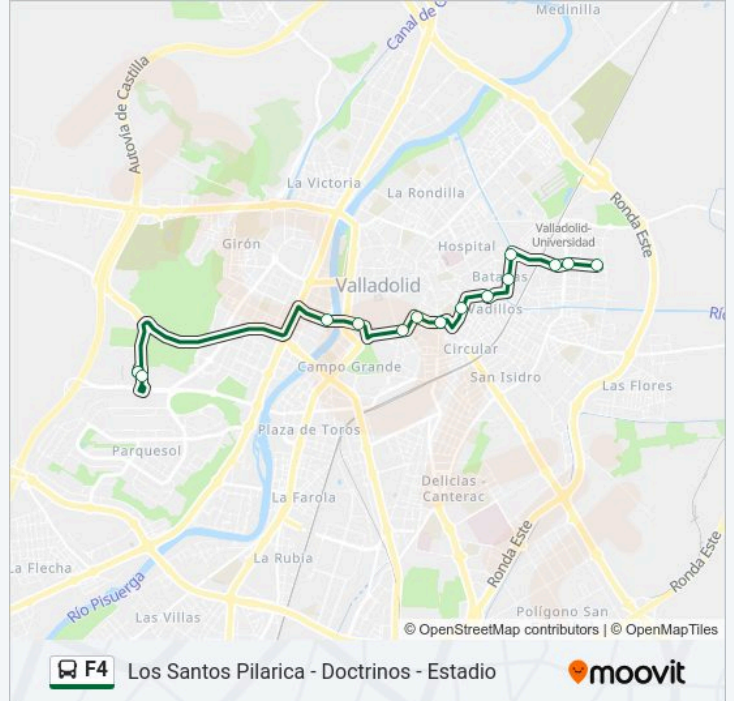 Medinilla
Canal de C
Autovía de Castilla
La Victoria
La Rondilla
Ronda Este
Girón
Hospital
Valladolid-
Universidad
Valladolid
Batallas
Vadillos
Río
Circular
Campo Grande
San Isidro
Las Flores
Plaza de Toros
Parquesol
Delicias -
Canterac
La Farola
Ronda Este
La Rubia
Ronda Este
La Flecha
Río Pisuerga
Las Villas
Polígono San
© OpenStreetMap contributors | © OpenMapTiles
F4 Los Santos Pilarica - Doctrinos - Estadio
moovit